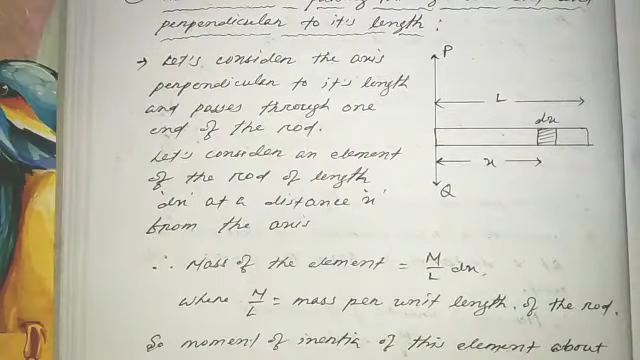 perpendicular to it's length :
→ Let's consider the axis
perpendicular to it's length
and passes through one
end of the rod.
Let's consider an element
of the rod of length
'dx' at a distance 'x'
from the axis
P
L
dx
x
Q
∴ Mass of the element = M/L dx.
where M/L = mass per unit length. of the rod.
So moment of inertia of this element about